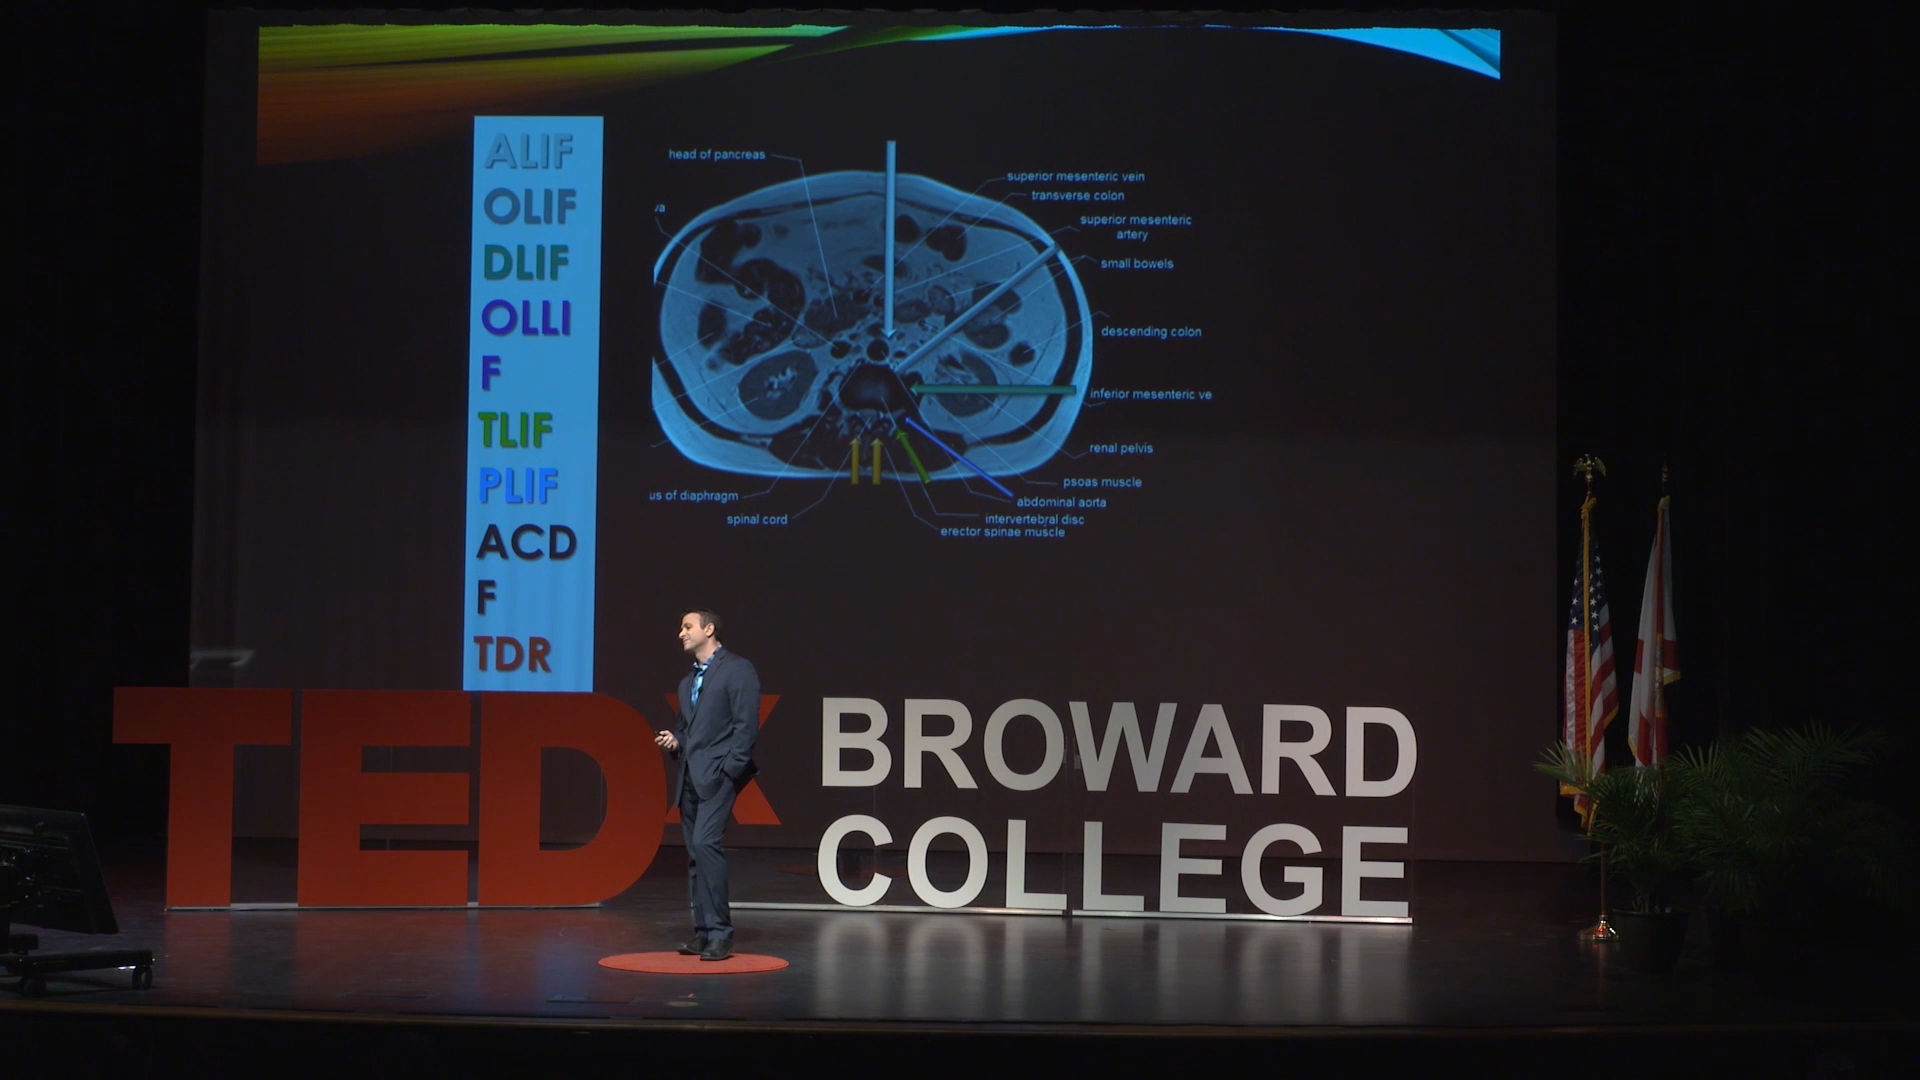 ALIF
OLIF
DLIF
OLLI
F
TLIF
PLIF
ACD
F
TDR
head of pancreas
va
us of diaphragm
spinal cord
superior mesenteric vein
transverse colon
superior mesenteric
artery
small bowels
descending colon
inferior mesenteric ve
renal pelvis
psoas muscle
abdominal aorta
intervertebral disc
erector spinae muscle
TEDx
BROWARD
COLLEGE